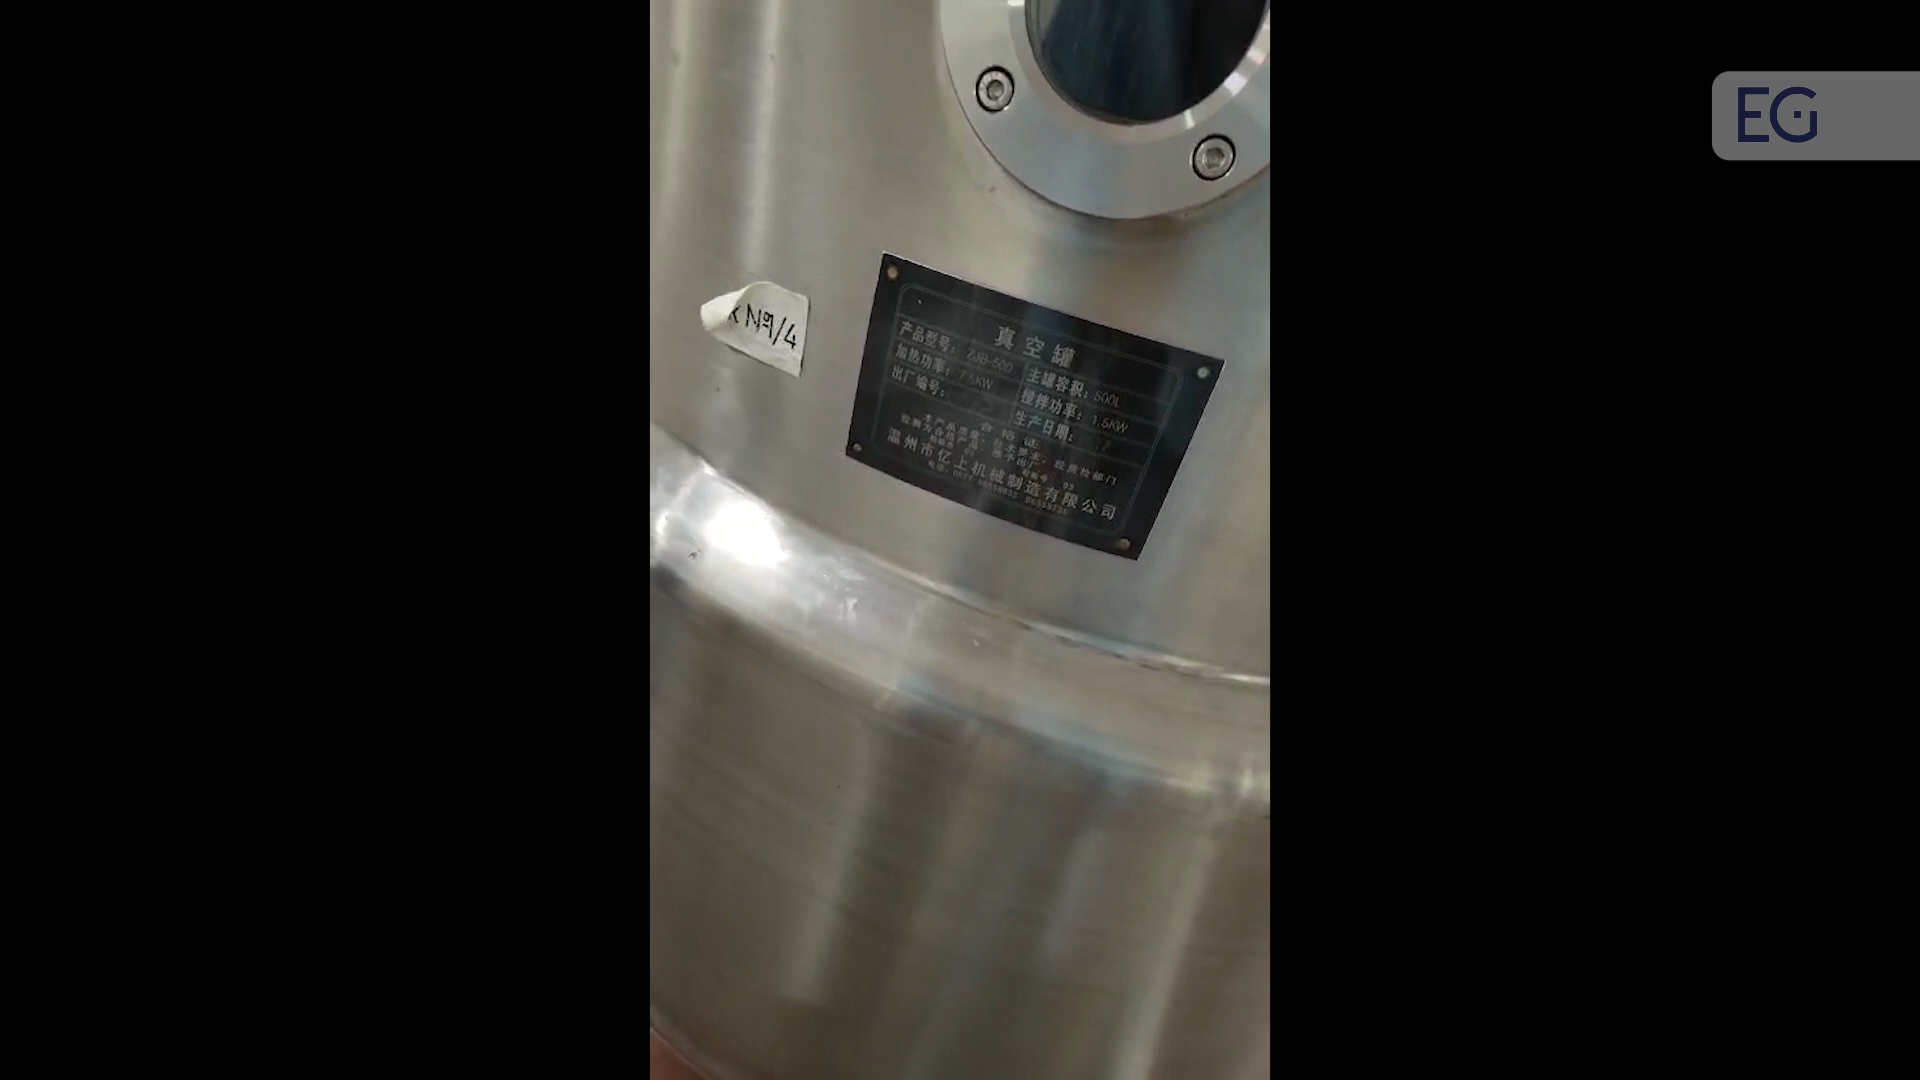 EG
№1/4
真空罐
产品型号: ZJB-500 主罐容积: 500L
加热功率: 7.5KW 搅拌功率: 1.5KW
出厂编号: 生产日期:
合格证
温州市亿上机械制造有限公司